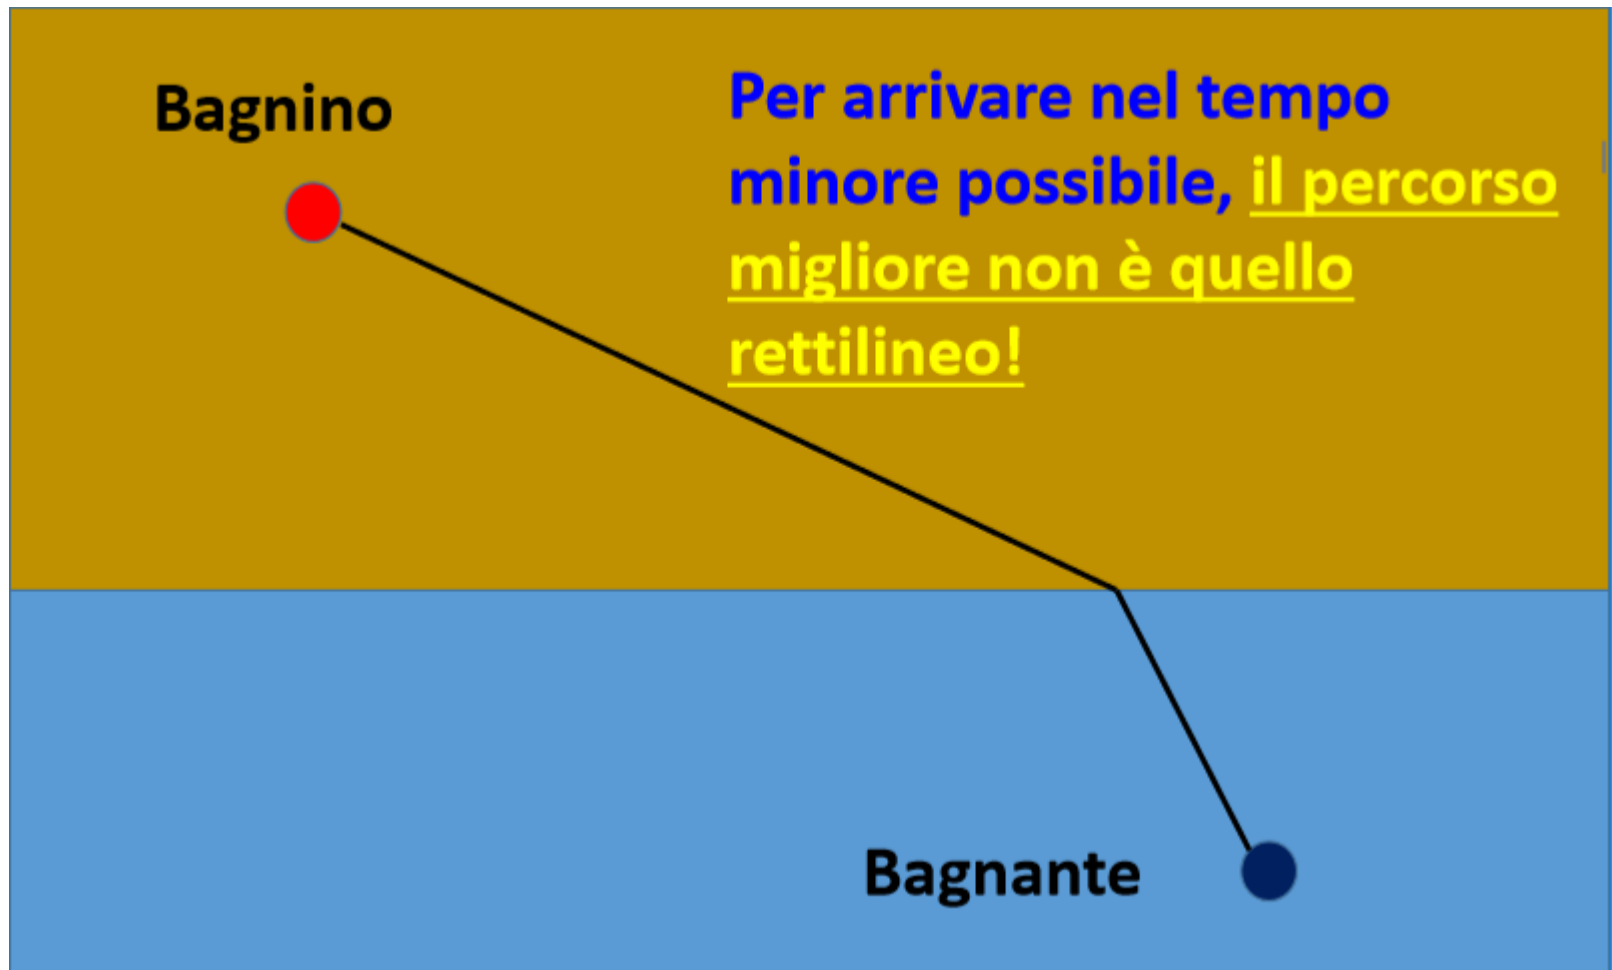 Bagnino
Per arrivare nel tempo
minore possibile, il percorso
migliore non è quello
rettilineo!
Bagnante